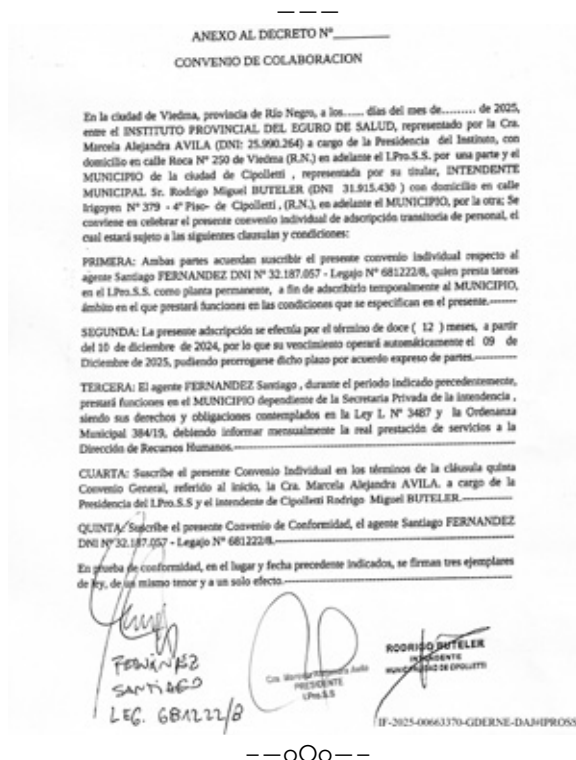 ———
ANEXO AL DECRETO Nº________
CONVENIO DE COLABORACION
En la ciudad de Viedma, provincia de Río Negro, a los...... días del mes de......... de 2025,
entre el INSTITUTO PROVINCIAL DEL EGURO DE SALUD, representado por la Cra.
Marcela Alejandra AVILA (DNI: 25.990.264) a cargo de la Presidencia del Instituto, con
domicilio en calle Roca Nº 250 de Viedma (R.N.) en adelante el I.Pro.S.S. por una parte y el
MUNICIPIO de la ciudad de Cipolletti , representada por su titular, INTENDENTE
MUNICIPAL Sr. Rodrigo Miguel BUTELER (DNI 31.915.430 ) con domicilio en calle
Irigoyen Nº 379 - 4º Piso- de Cipolletti , (R.N.), en adelante el MUNICIPIO, por la otra; Se
conviene en celebrar el presente convenio individual de adscripción transitoria de personal, el
cual estará sujeto a las siguientes clausulas y condiciones:
PRIMERA: Ambas partes acuerdan suscribir el presente convenio individual respecto al
agente Santiago FERNANDEZ DNI Nº 32.187.057 - Legajo Nº 681222/8, quien presta tareas
en el I.Pro.S.S. como planta permanente, a fin de adscribirlo temporalmente al MUNICIPIO,
ámbito en el que prestará funciones en las condiciones que se especifican en el presente.-------
SEGUNDA: La presente adscripción se efectúa por el término de doce ( 12 ) meses, a partir
del 10 de diciembre de 2024, por lo que su vencimiento operará automáticamente el 09 de
Diciembre de 2025, pudiendo prorrogarse dicho plazo por acuerdo expreso de partes.-----------
TERCERA: El agente FERNANDEZ Santiago , durante el periodo indicado precedentemente,
prestará funciones en el MUNICIPIO dependiente de la Secretaria Privada de la intendencia ,
siendo sus derechos y obligaciones contemplados en la Ley L Nº 3487 y la Ordenanza
Municipal 384/19, debiendo informar mensualmente la real prestación de servicios a la
Dirección de Recursos Humanos.-----------------------------------------------
CUARTA: Suscribe el presente Convenio Individual en los términos de la cláusula quinta
Convenio General, referido al inicio, la Cra. Marcela Alejandra AVILA, a cargo de la
Presidencia del I.Pro.S.S y el intendente de Cipolletti Rodrigo Miguel BUTELER.------------
QUINTA: Suscribe el presente Convenio de Conformidad, el agente Santiago FERNANDEZ
DNI Nº 32.187.057 - Legajo Nº 681222/8.-----------------------------------------------
En prueba de conformidad, en el lugar y fecha precedente indicados, se firman tres ejemplares
de ley, de un mismo tenor y a un solo efecto.-----------------------------------------------
FERNÁNDEZ
SANTIAGO
LEG. 681222/8
Cra. Marcela Alejandra Avila
PRESIDENTE
I.Pro.S.S
RODRIGO BUTELER
INTENDENTE
MUNICIPALIDAD DE CIPOLLETTI
IF-2025-00663370-GDERNE-DAJ#IPROSS
——oOo——